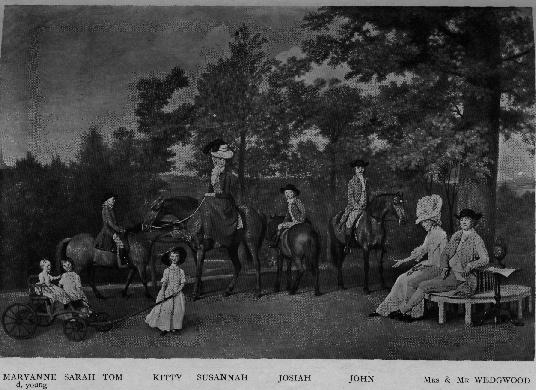 MARYANNE SARAH TOM KITTY SUSANNAH JOSIAH JOHN MRS & MR WEDGWOOD
d. young